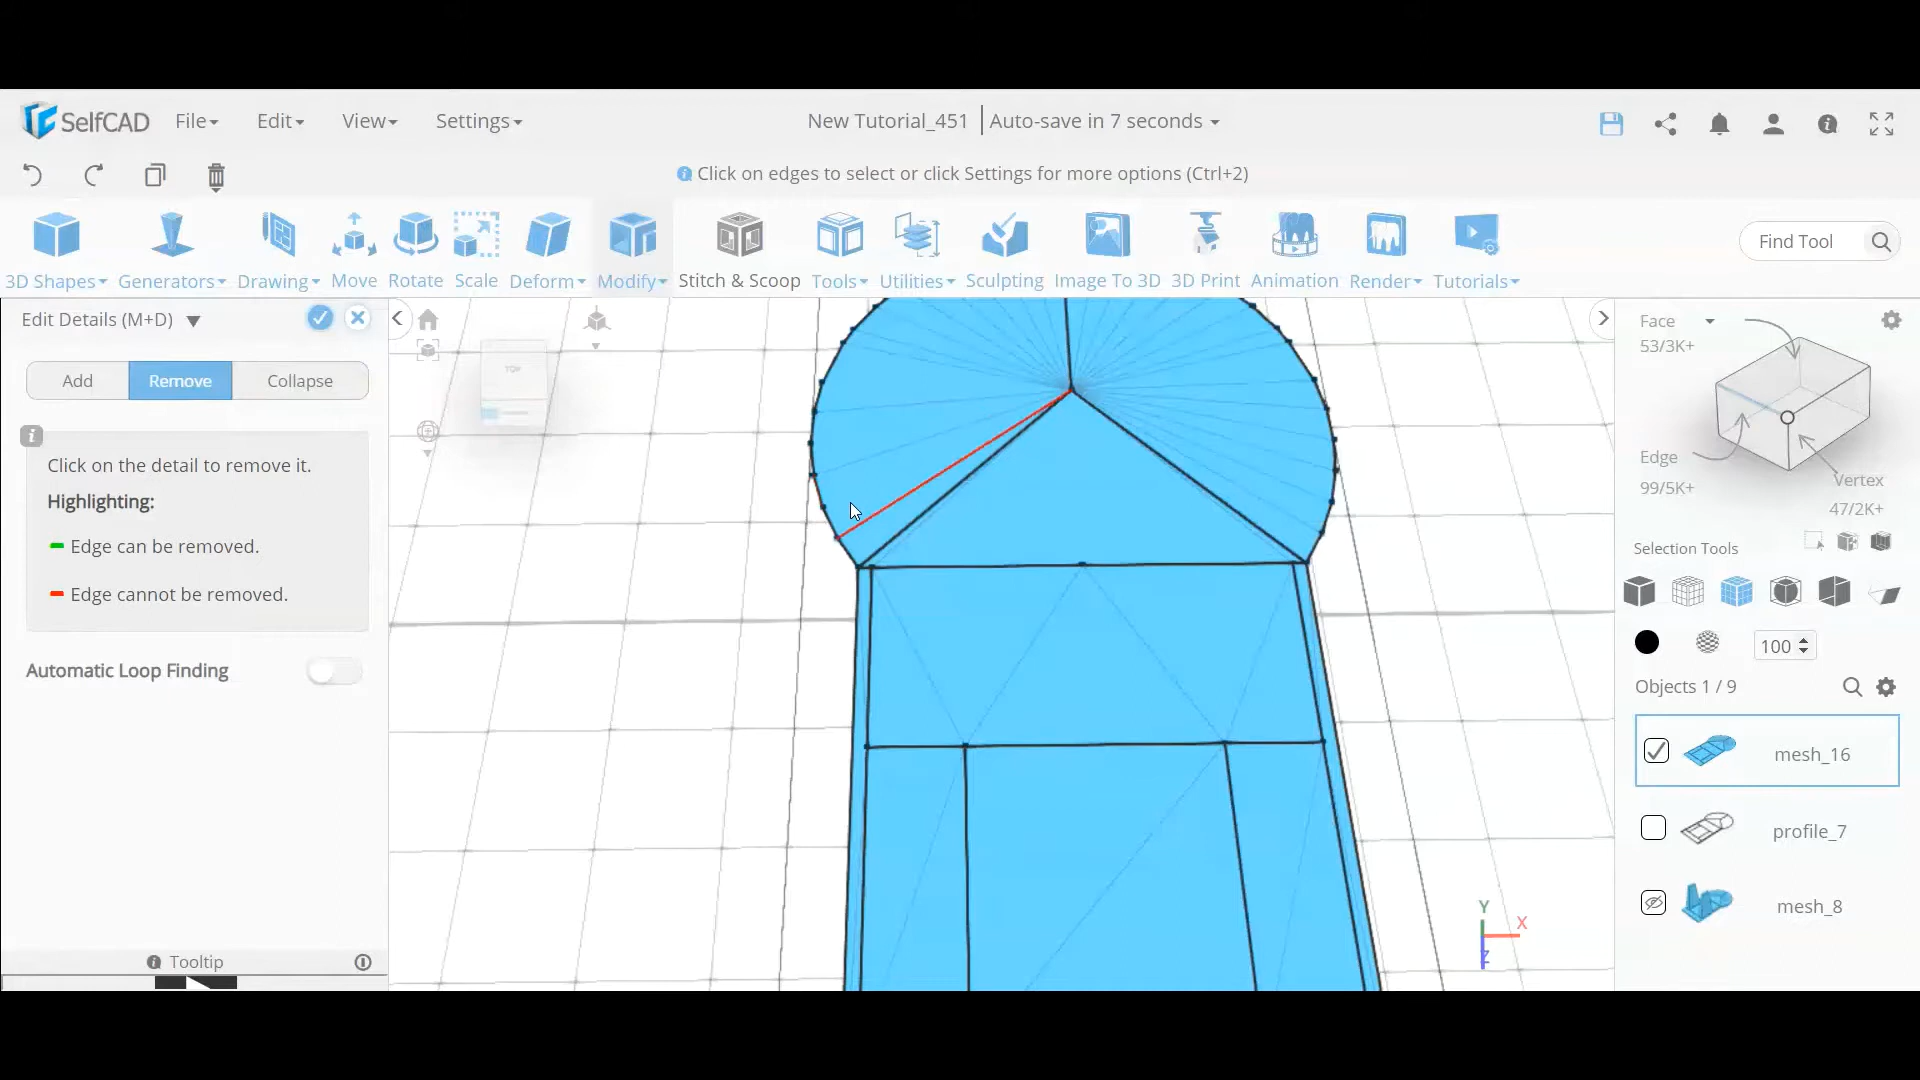 SelfCAD File Edit View Settings New Tutorial_451 Auto-save in 7 seconds
Click on edges to select or click Settings for more options (Ctrl+2)
3D Shapes Generators Drawing Move Rotate Scale Deform Modify Stitch & Scoop Tools Utilities Sculpting Image To 3D 3D Print Animation Render Tutorials Find Tool
Edit Details (M+D)
Add Remove Collapse
Click on the detail to remove it.
Highlighting:
Edge can be removed.
Edge cannot be removed.
Automatic Loop Finding
Tooltip
TOP
Face
53/3K+
Edge
99/5K+
Vertex
47/2K+
Selection Tools
100
Objects 1 / 9
mesh_16
profile_7
mesh_8
Y
X
Z